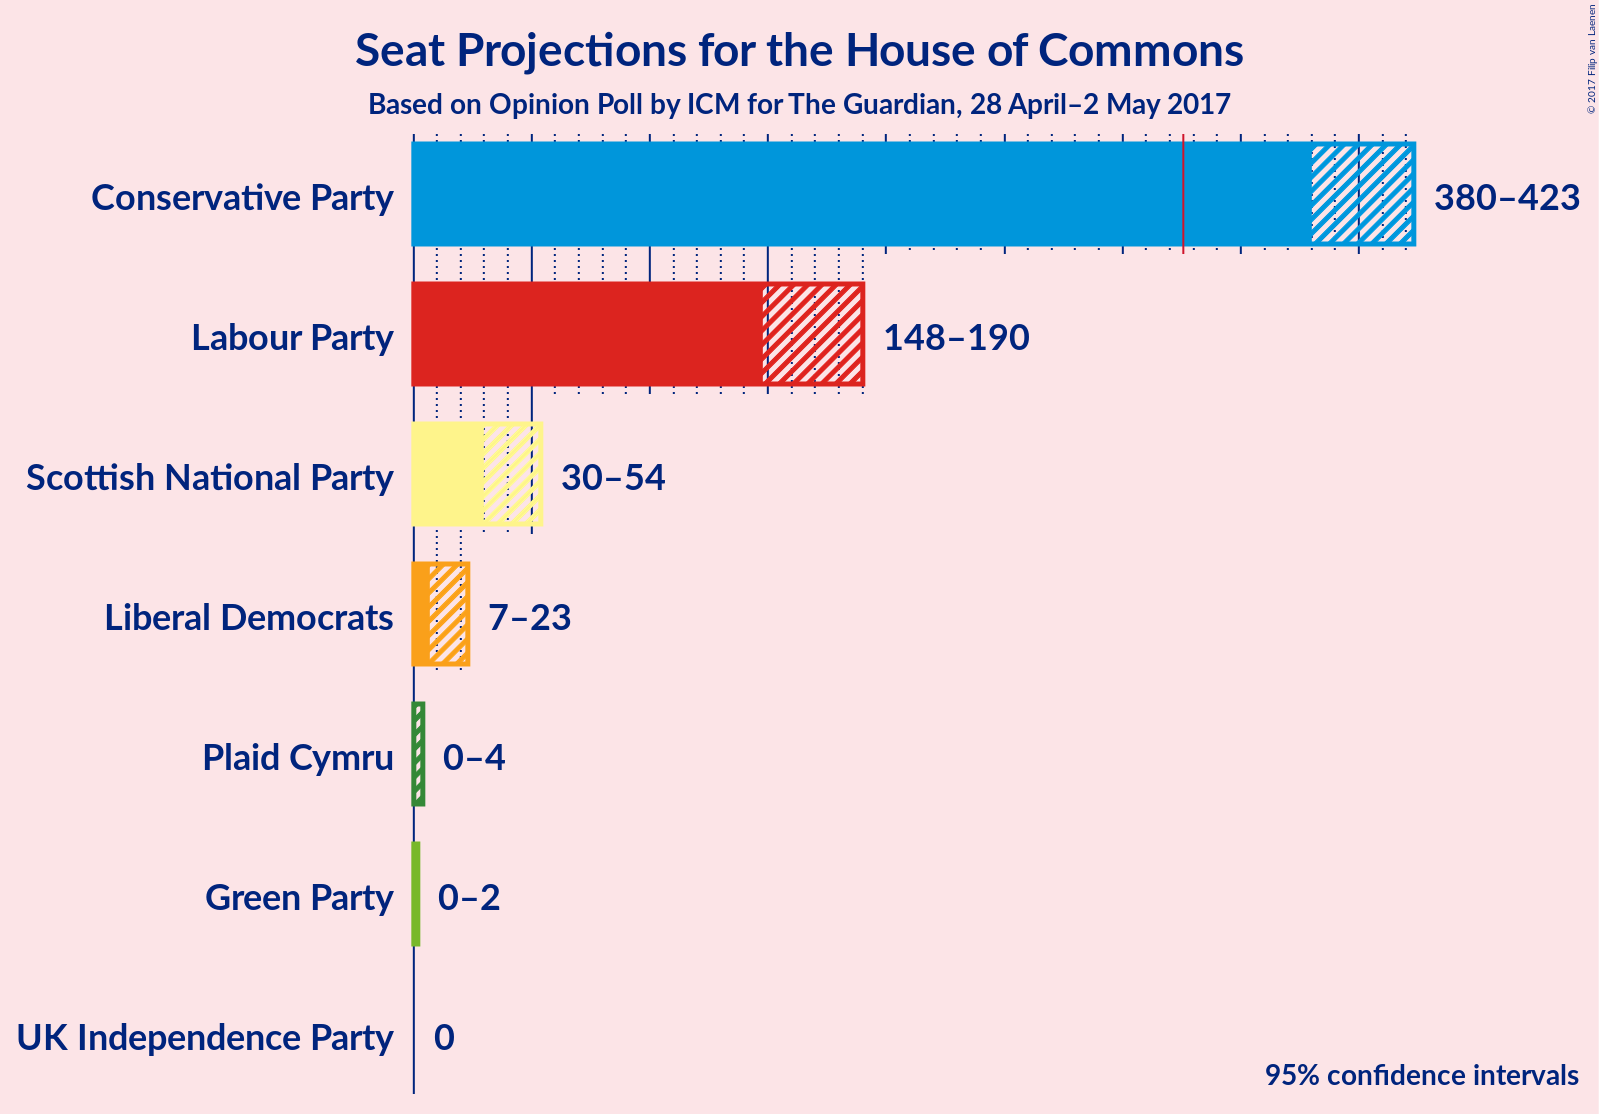 Seat Projections for the House of Commons
Based on Opinion Poll by ICM for The Guardian, 28 April–2 May 2017
© 2017 Filip van Laenen
Conservative Party
380–423
Labour Party
148–190
Scottish National Party
30–54
Liberal Democrats
7–23
Plaid Cymru
0–4
Green Party
0–2
UK Independence Party
0
95% confidence intervals